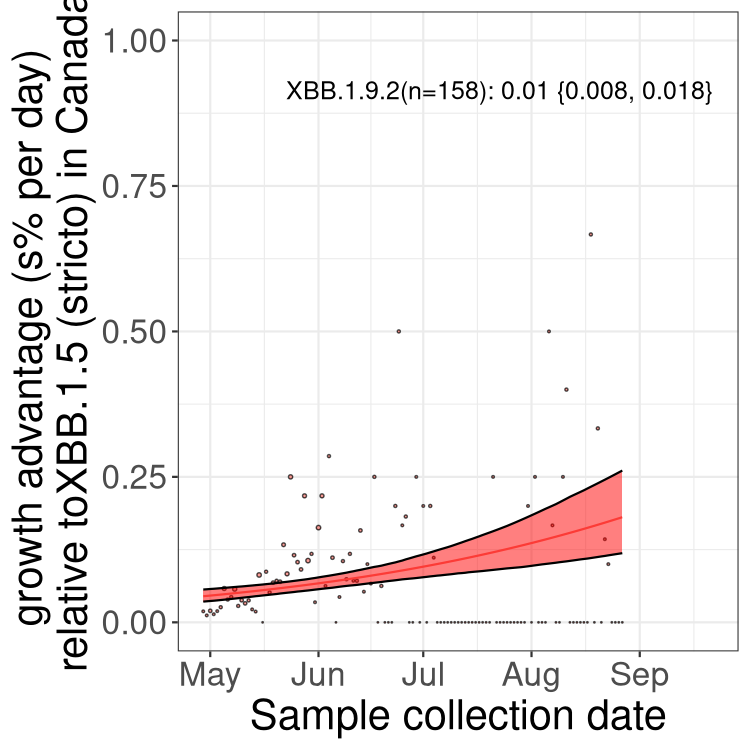 growth advantage (s% per day)
relative toXBB.1.5 (stricto) in Canada
1.00
0.75
0.50
0.25
0.00
XBB.1.9.2(n=158): 0.01 {0.008, 0.018}
May Jun Jul Aug Sep
Sample collection date